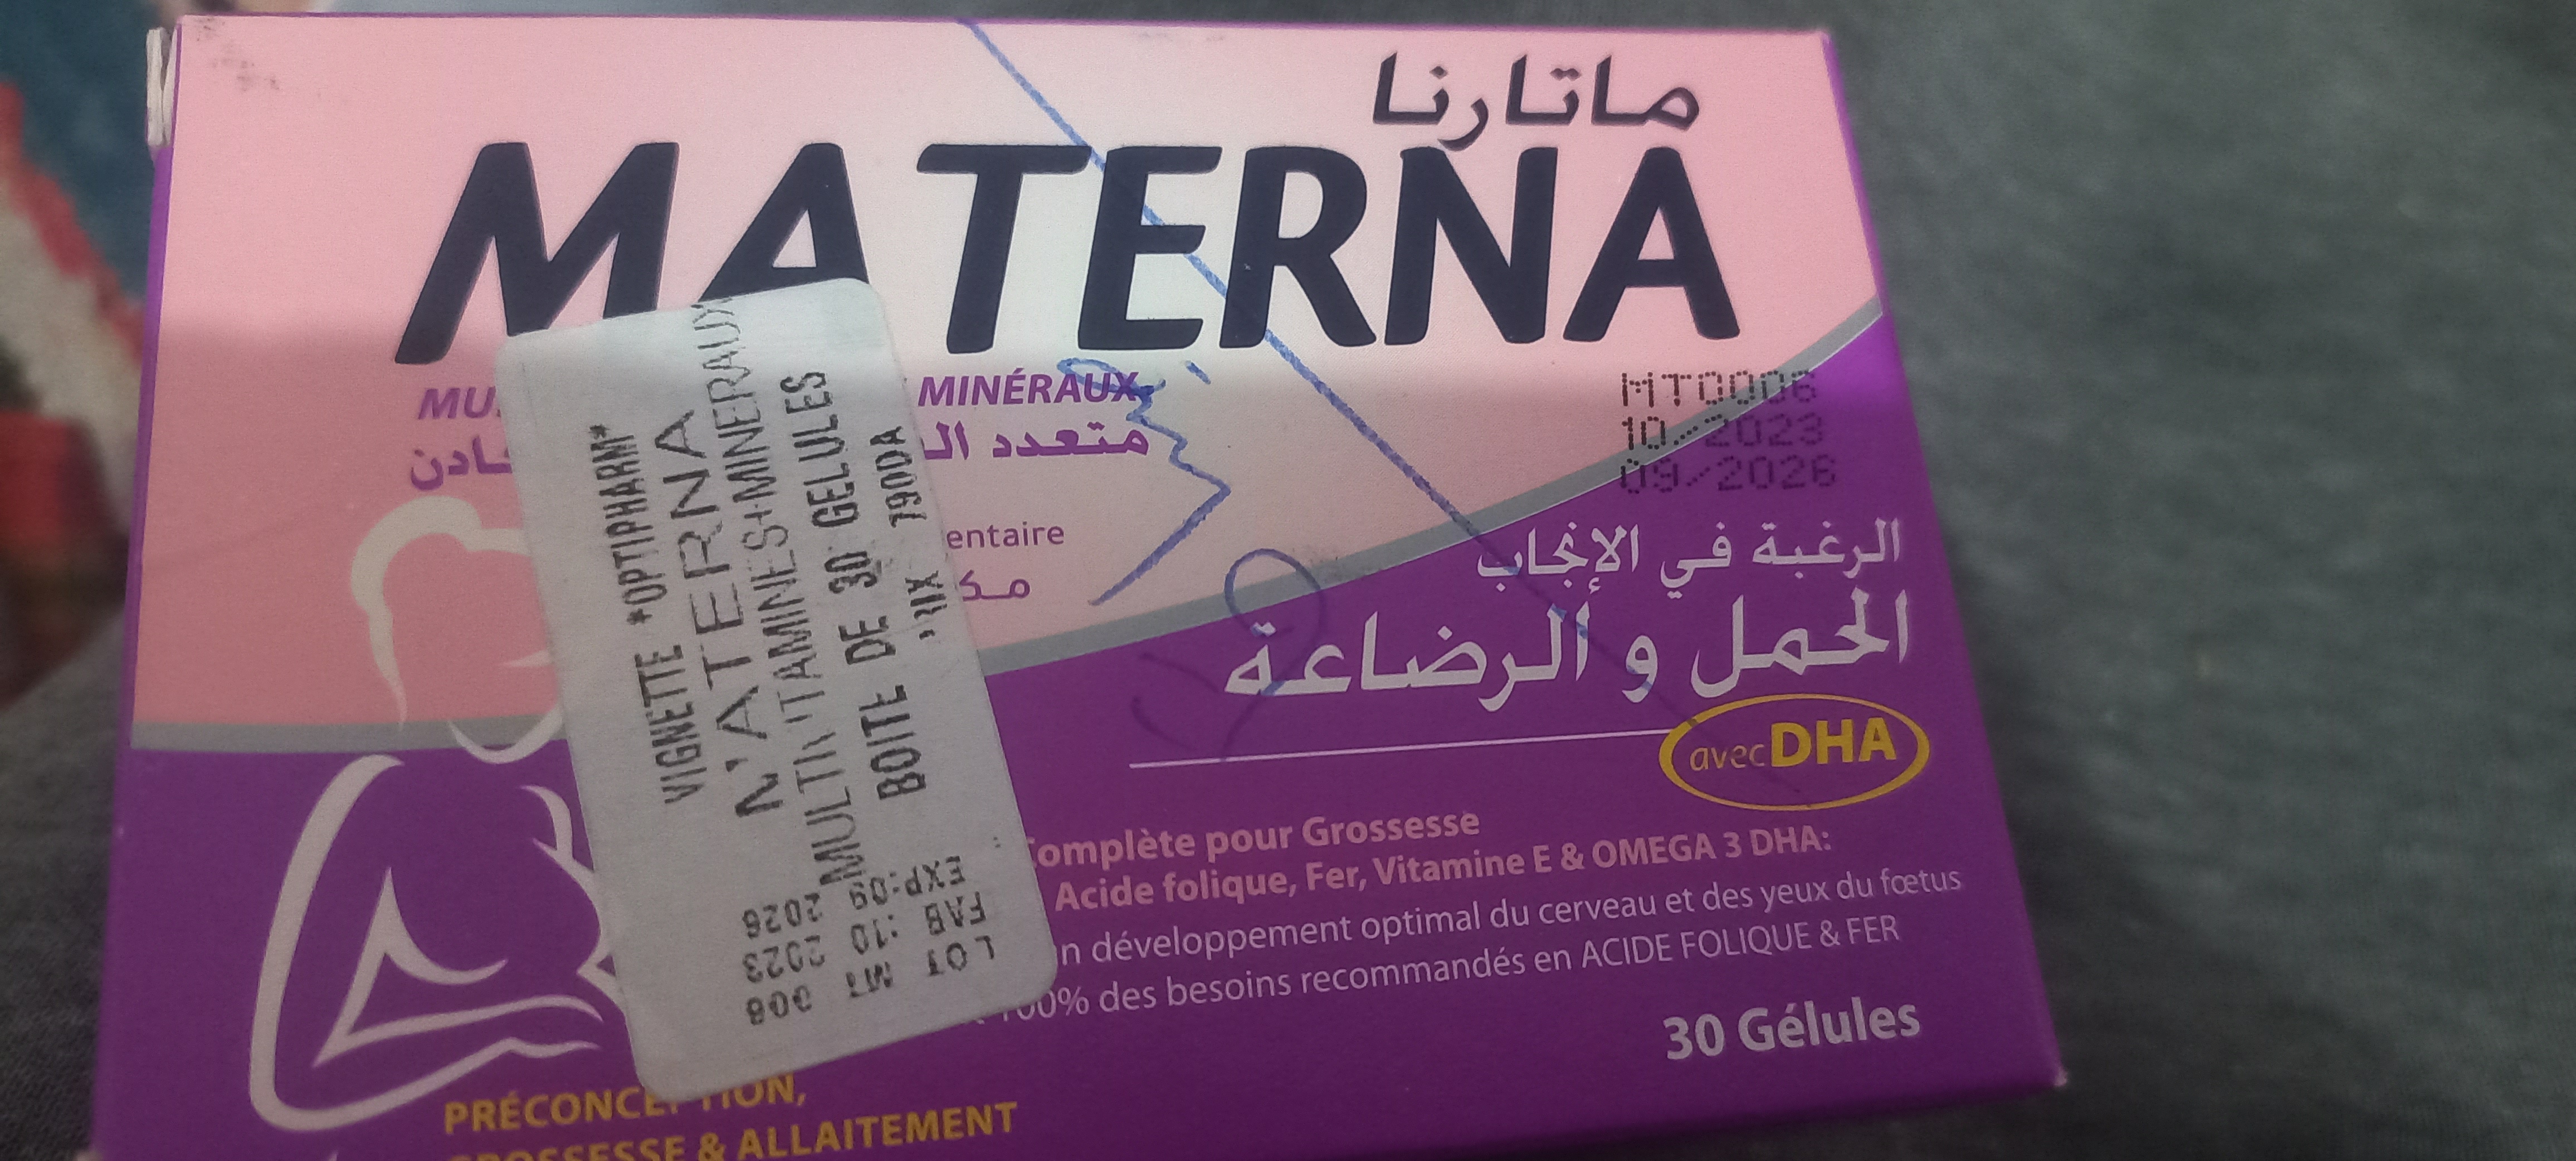 ماتارنا
MATERNA
MINÉRAUX
متعدد
MT0006
10/2023
09/2026
الرغبة في الإنجاب
الحمل و الرضاعة
avec DHA
Complète pour Grossesse
Acide folique, Fer, Vitamine E & OMEGA 3 DHA:
développement optimal du cerveau et des yeux du fœtus
100% des besoins recommandés en ACIDE FOLIQUE & FER
30 Gélules
PRÉCONCEPTION,
GROSSESSE & ALLAITEMENT
VIGNETTE *OPTIPHARM*
MATERNA
MULTIVITAMINES+MINERAUX
BOITE DE 30 GELULES
790DA
LOT MT 006
FAB :10 2023
EXP:09 2026